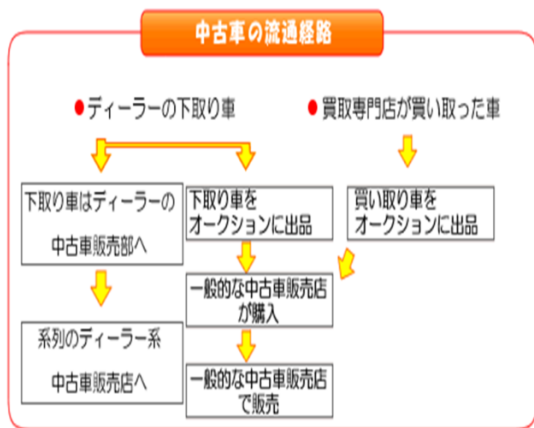 中古車の流通経路
●ディーラーの下取り車
●買取専門店が買い取った車
下取り車はディーラーの
中古車販売部へ
下取り車を
オークションに出品
買い取り車を
オークションに出品
一般的な中古車販売店
が購入
系列のディーラー系
中古車販売店へ
一般的な中古車販売店
で販売